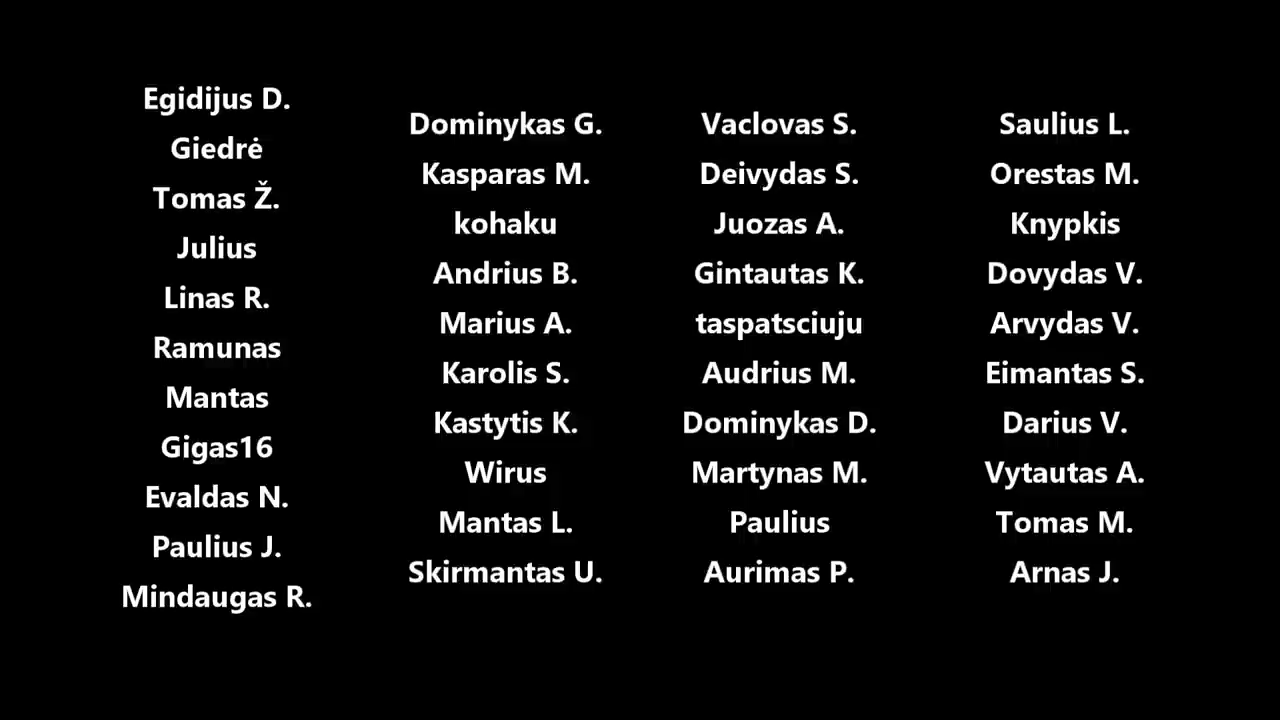 Egidijus D.
Giedrė
Tomas Ž.
Julius
Linas R.
Ramunas
Mantas
Gigas16
Evaldas N.
Paulius J.
Mindaugas R.
Dominykas G.
Kasparas M.
kohaku
Andrius B.
Marius A.
Karolis S.
Kastytis K.
Wirus
Mantas L.
Skirmantas U.
Vaclovas S.
Deivydas S.
Juozas A.
Gintautas K.
taspatsciuju
Audrius M.
Dominykas D.
Martynas M.
Paulius
Aurimas P.
Saulius L.
Orestas M.
Knypkis
Dovydas V.
Arvydas V.
Eimantas S.
Darius V.
Vytautas A.
Tomas M.
Arnas J.